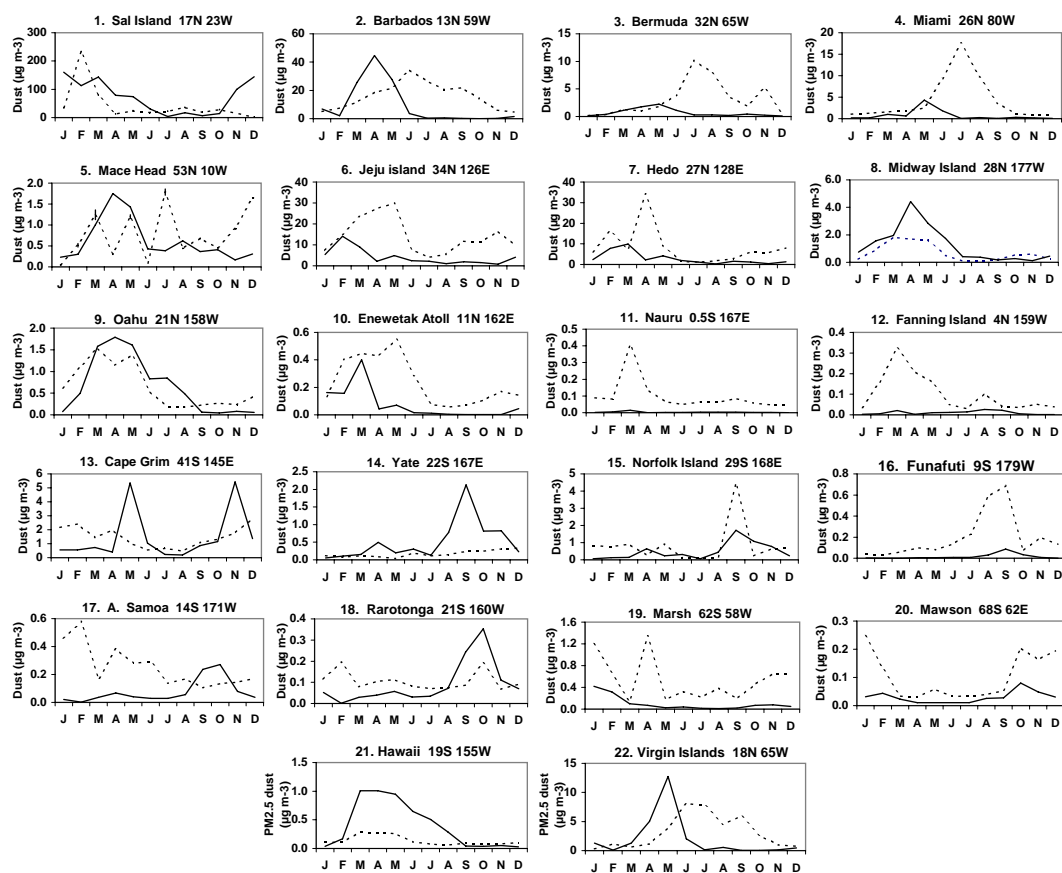 1. Sal Island 17N 23W
Dust (µg m-3)
300
200
100
0
J F M A M J J A S O N D
2. Barbados 13N 59W
Dust (µg m-3)
60
40
20
0
J F M A M J J A S O N D
3. Bermuda 32N 65W
Dust (µg m-3)
15
10
5
0
J F M A M J J A S O N D
4. Miami 26N 80W
Dust (µg m-3)
20
15
10
5
0
J F M A M J J A S O N D
5. Mace Head 53N 10W
Dust (µg m-3)
2.0
1.5
1.0
0.5
0.0
J F M A M J J A S O N D
6. Jeju island 34N 126E
Dust (µg m-3)
40
30
20
10
0
J F M A M J J A S O N D
7. Hedo 27N 128E
Dust (µg m-3)
40
30
20
10
0
J F M A M J J A S O N D
8. Midway Island 28N 177W
Dust (µg m-3)
6.0
4.0
2.0
0.0
J F M A M J J A S O N D
9. Oahu 21N 158W
Dust (µg m-3)
2.0
1.5
1.0
0.5
0.0
J F M A M J J A S O N D
10. Enewetak Atoll 11N 162E
Dust (µg m-3)
0.6
0.4
0.2
0.0
J F M A M J J A S O N D
11. Nauru 0.5S 167E
Dust (µg m-3)
0.5
0.4
0.3
0.2
0.1
0.0
J F M A M J J A S O N D
12. Fanning Island 4N 159W
Dust (µg m-3)
0.4
0.3
0.2
0.1
0.0
J F M A M J J A S O N D
13. Cape Grim 41S 145E
Dust (µg m-3)
6
5
4
3
2
1
0
J F M A M J J A S O N D
14. Yate 22S 167E
Dust (µg m-3)
2.5
2.0
1.5
1.0
0.5
0.0
J F M A M J J A S O N D
15. Norfolk Island 29S 168E
Dust (µg m-3)
5
4
3
2
1
0
J F M A M J J A S O N D
16. Funafuti 9S 179W
Dust (µg m-3)
0.8
0.6
0.4
0.2
0.0
J F M A M J J A S O N D
17. A. Samoa 14S 171W
Dust (µg m-3)
0.6
0.4
0.2
0.0
J F M A M J J A S O N D
18. Rarotonga 21S 160W
Dust (µg m-3)
0.4
0.3
0.2
0.1
0.0
J F M A M J J A S O N D
19. Marsh 62S 58W
Dust (µg m-3)
1.6
1.2
0.8
0.4
0.0
J F M A M J J A S O N D
20. Mawson 68S 62E
Dust (µg m-3)
0.3
0.2
0.1
0.0
J F M A M J J A S O N D
21. Hawaii 19S 155W
PM2.5 dust
(µg m-3)
1.5
1.0
0.5
0.0
J F M A M J J A S O N D
22. Virgin Islands 18N 65W
PM2.5 dust
(µg m-3)
15
10
5
0
J F M A M J J A S O N D